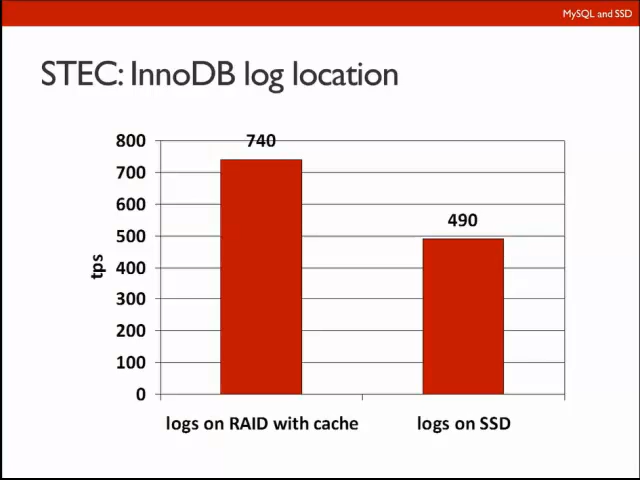 MySQL and SSD
STEC: InnoDB log location
800
700
600
500
400
300
200
100
0
tps
740
490
logs on RAID with cache
logs on SSD